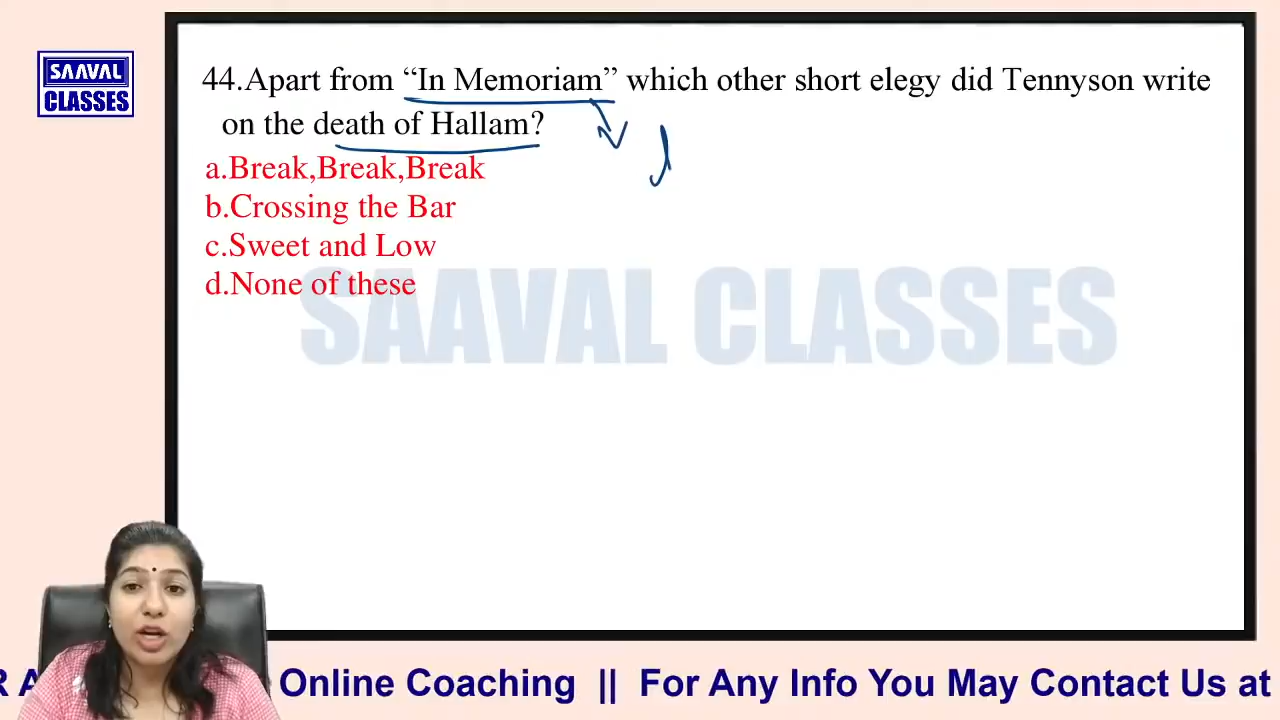 SAAVAL
CLASSES
44.Apart from “In Memoriam” which other short elegy did Tennyson write
on the death of Hallam?
a.Break,Break,Break
b.Crossing the Bar
c.Sweet and Low
d.None of these
SAAVAL CLASSES
Online Coaching || For Any Info You May Contact Us at